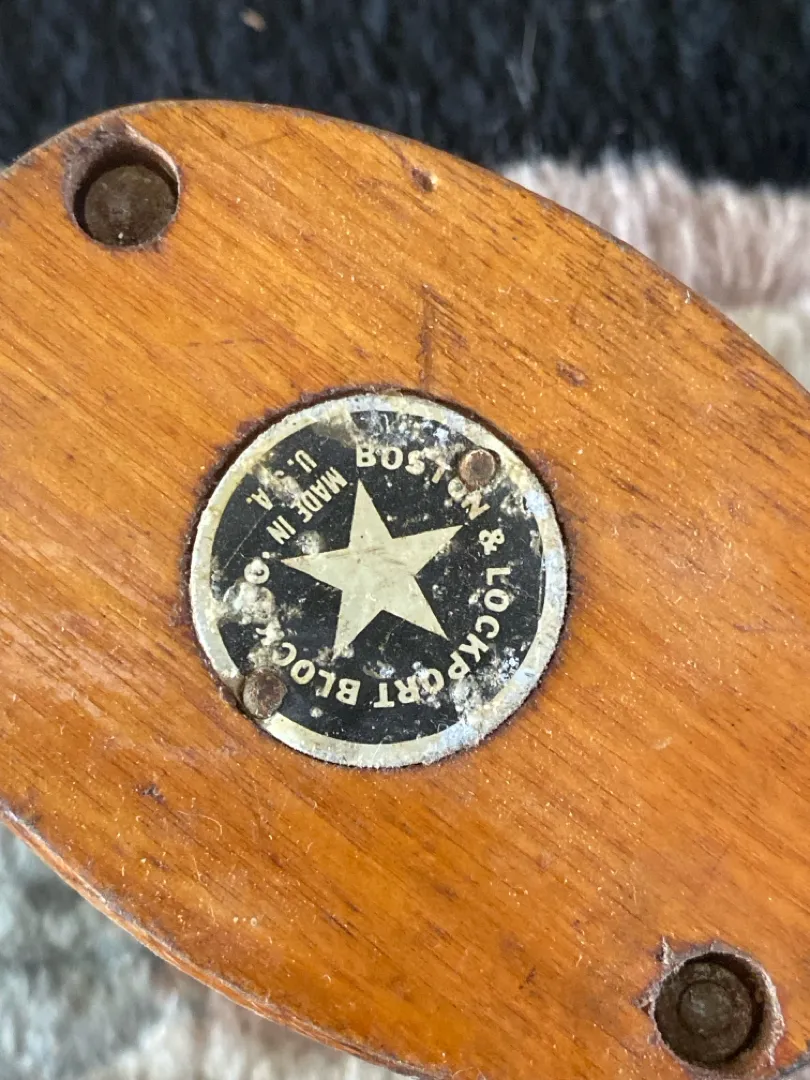 BOSTON & LOCKPORT BLOCK CO.
MADE IN
U.S.A.